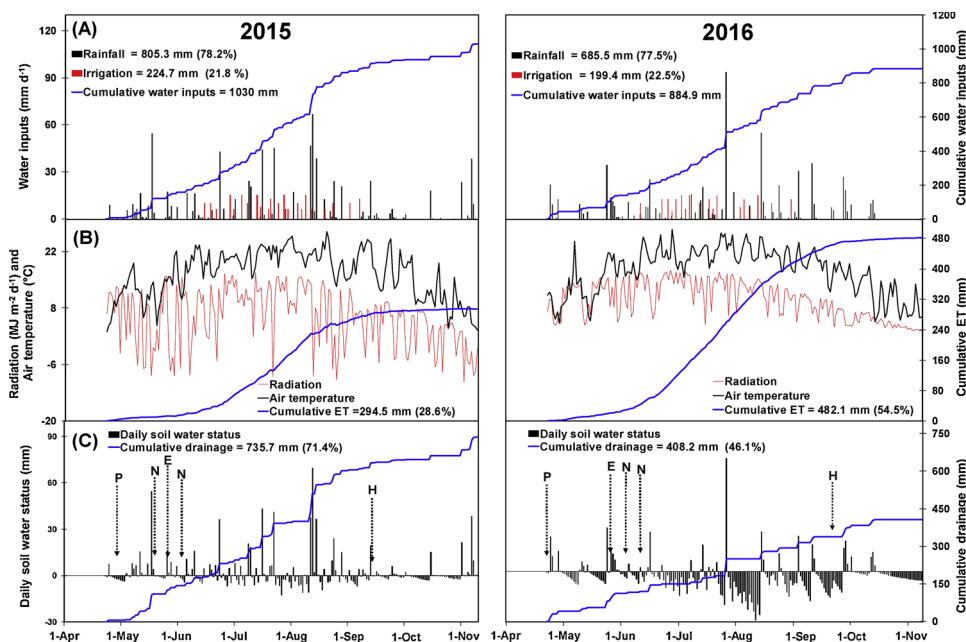 (A)
2015
2016
Rainfall = 805.3 mm (78.2%)
Irrigation = 224.7 mm (21.8 %)
Cumulative water inputs = 1030 mm
Rainfall = 685.5 mm (77.5%)
Irrigation = 199.4 mm (22.5%)
Cumulative water inputs = 884.9 mm
Water inputs (mm d-1)
120
90
60
30
0
1200
1000
800
600
400
200
0
Cumulative water inputs (mm)
(B)
Radiation (MJ m-2 d-1) and
Air temperature (°C)
22
8
-6
-20
Radiation
Air temperature
Cumulative ET =294.5 mm (28.6%)
Radiation
Air temperature
Cumulative ET = 482.1 mm (54.5%)
480
400
320
240
160
80
0
Cumulative ET (mm)
(C)
Daily soil water status
Cumulative drainage = 735.7 mm (71.4%)
Daily soil water status
Cumulative drainage = 408.2 mm (46.1%)
Daily soil water status (mm)
90
60
30
0
-30
P
N
E
N
H
P
E
N
N
H
750
600
450
300
150
0
Cumulative drainage (mm)
1-Apr 1-May 1-Jun 1-Jul 1-Aug 1-Sep 1-Oct 1-Nov
1-Apr 1-May 1-Jun 1-Jul 1-Aug 1-Sep 1-Oct 1-Nov